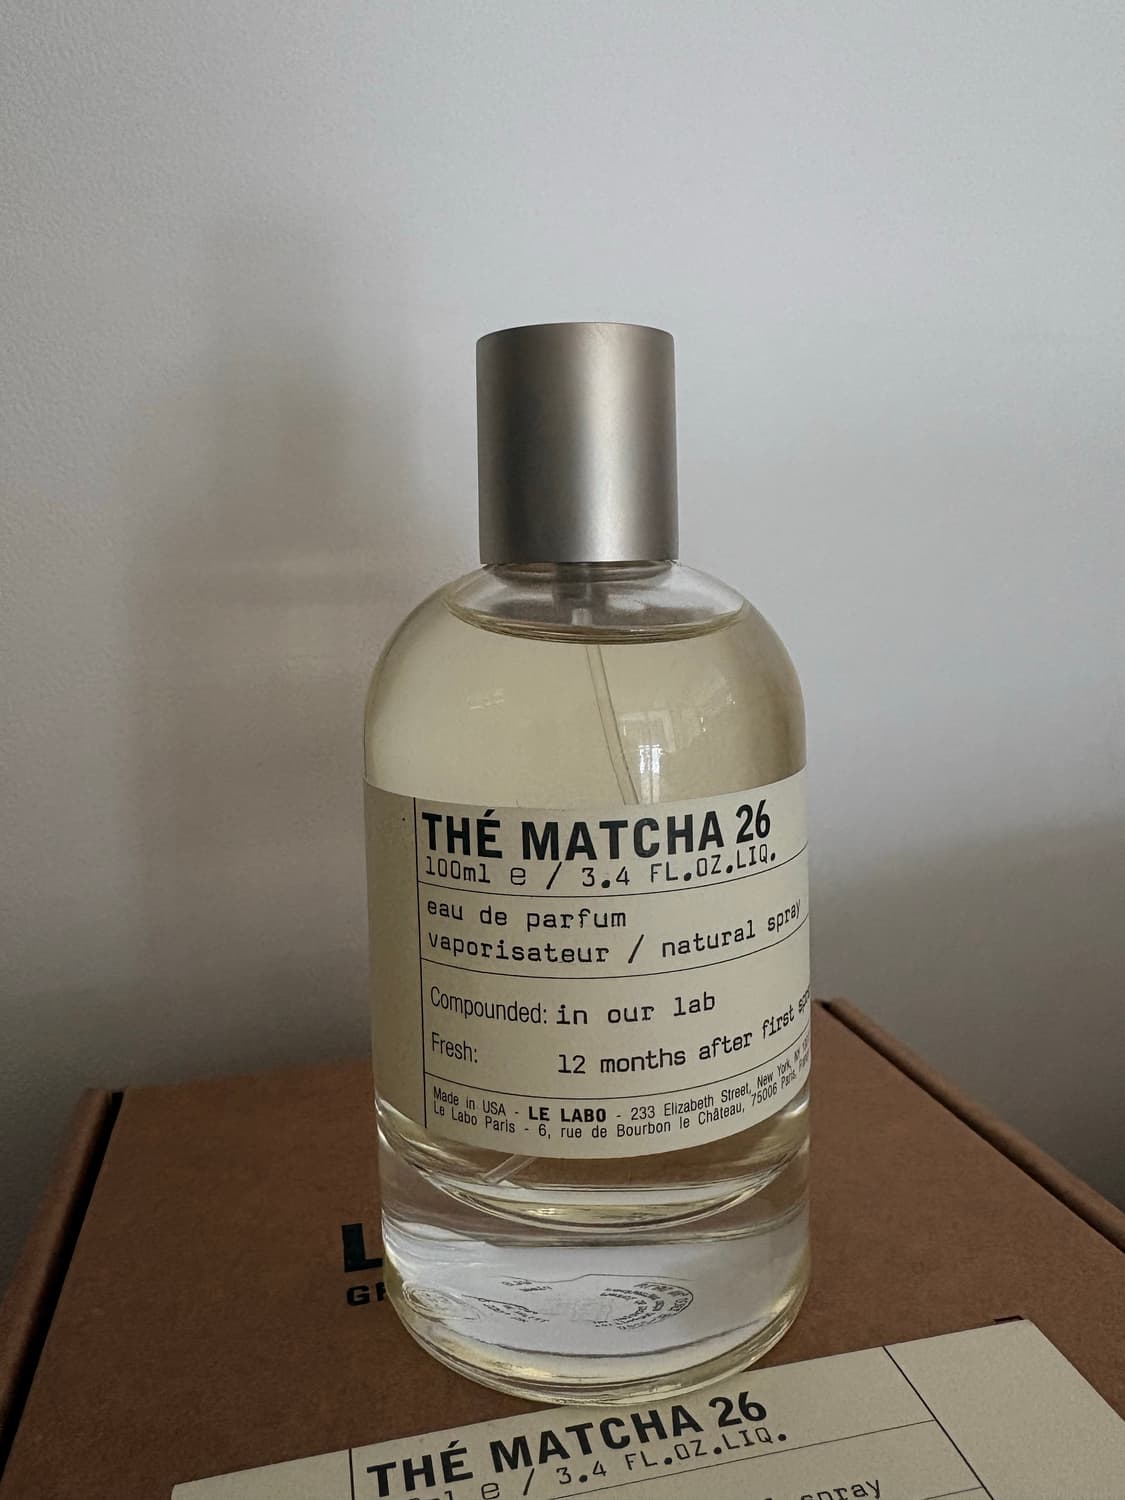 THÉ MATCHA 26
100ml e / 3.4 FL.OZ.LIQ.
eau de parfum
vaporisateur / natural spray
Compounded: in our lab
Fresh: 12 months after first
Made in USA - LE LABO - 233 Elizabeth Street, New York, NY
Le Labo Paris - 6, rue de Bourbon le Château, 75006 Paris,
THÉ MATCHA 26
e / 3.4 FL.OZ.LIQ.
spray